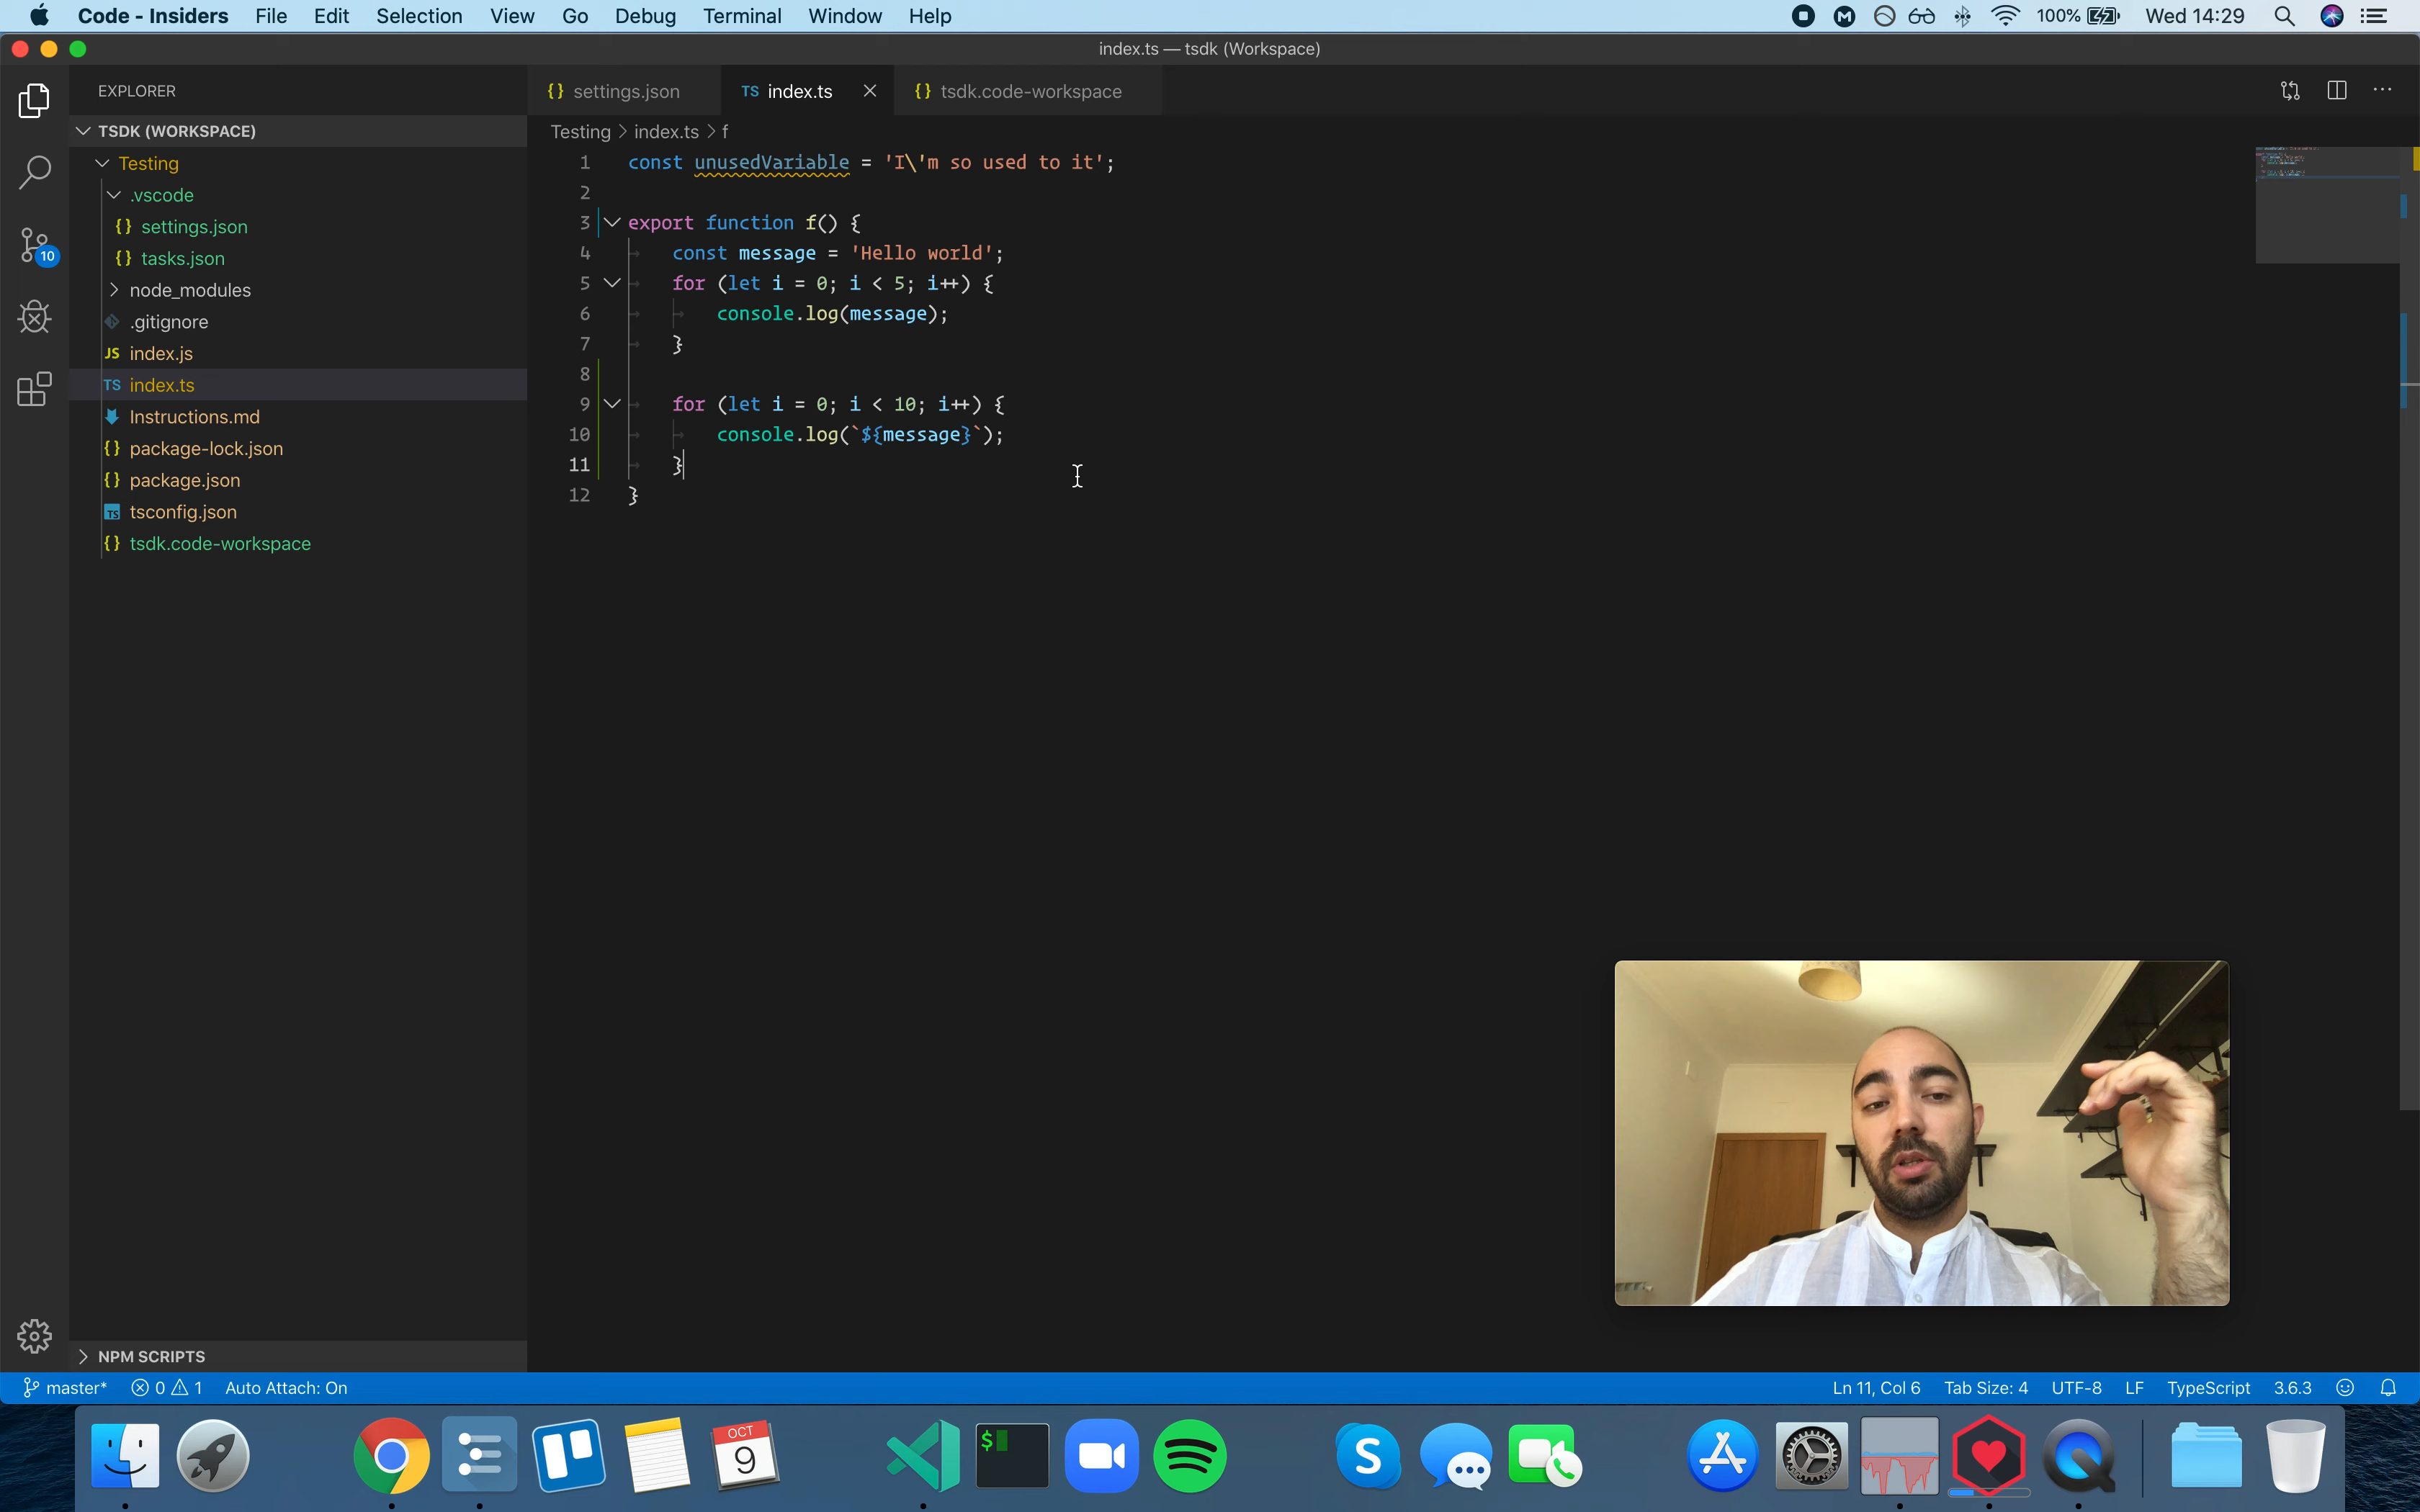 Code - Insiders File Edit Selection View Go Debug Terminal Window Help 100% Wed 14:29
index.ts — tsdk (Workspace)
EXPLORER
TSDK (WORKSPACE)
Testing
.vscode
{} settings.json
{} tasks.json
node_modules
.gitignore
JS index.js
TS index.ts
Instructions.md
{} package-lock.json
{} package.json
TS tsconfig.json
{} tsdk.code-workspace
NPM SCRIPTS
10
{} settings.json TS index.ts {} tsdk.code-workspace
Testing > index.ts > f
1 const unusedVariable = 'I\'m so used to it';
2
3 export function f() {
4 const message = 'Hello world';
5 for (let i = 0; i < 5; i++) {
6 console.log(message);
7 }
8
9 for (let i = 0; i < 10; i++) {
10 console.log(`${message}`);
11 }
12 }
master* 0 1 Auto Attach: On Ln 11, Col 6 Tab Size: 4 UTF-8 LF TypeScript 3.6.3
OCT
9
$
S